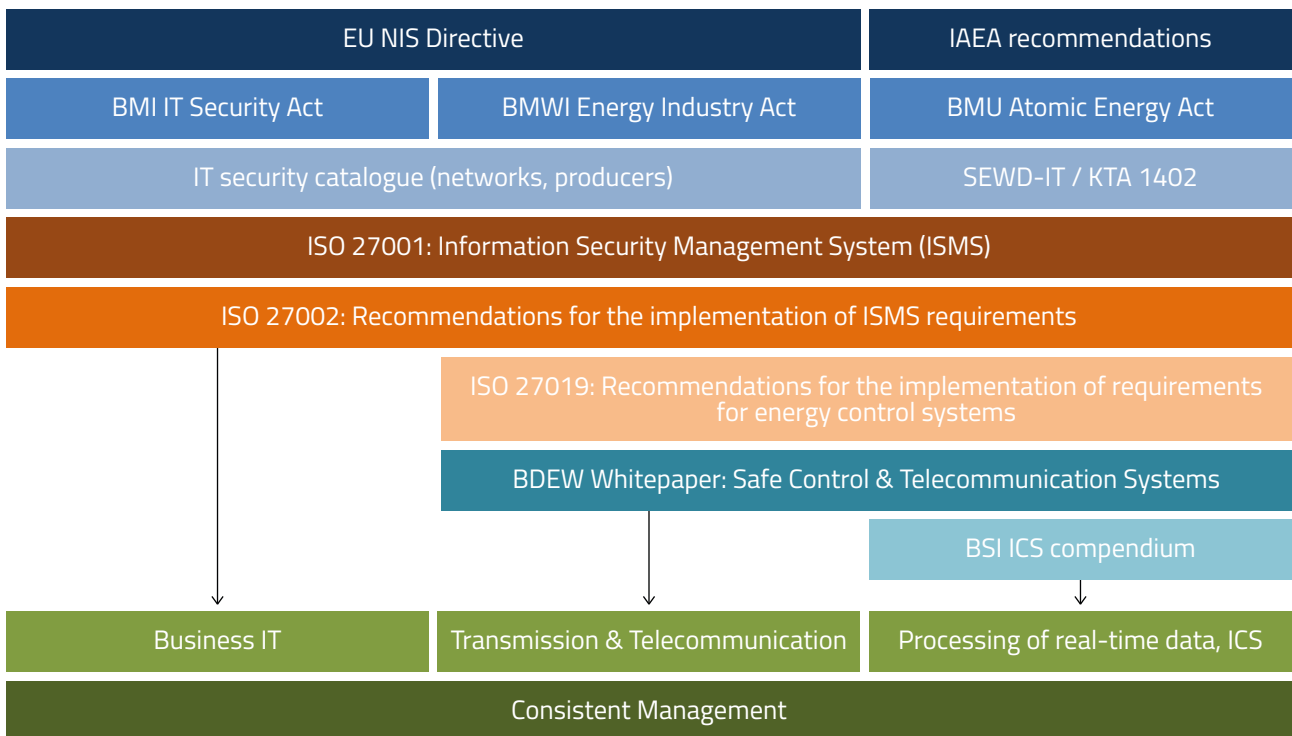 EU NIS Directive
IAEA recommendations
BMI IT Security Act
BMWI Energy Industry Act
BMU Atomic Energy Act
IT security catalogue (networks, producers)
SEWD-IT / KTA 1402
ISO 27001: Information Security Management System (ISMS)
ISO 27002: Recommendations for the implementation of ISMS requirements
ISO 27019: Recommendations for the implementation of requirements
for energy control systems
BDEW Whitepaper: Safe Control & Telecommunication Systems
BSI ICS compendium
Business IT
Transmission & Telecommunication
Processing of real-time data, ICS
Consistent Management